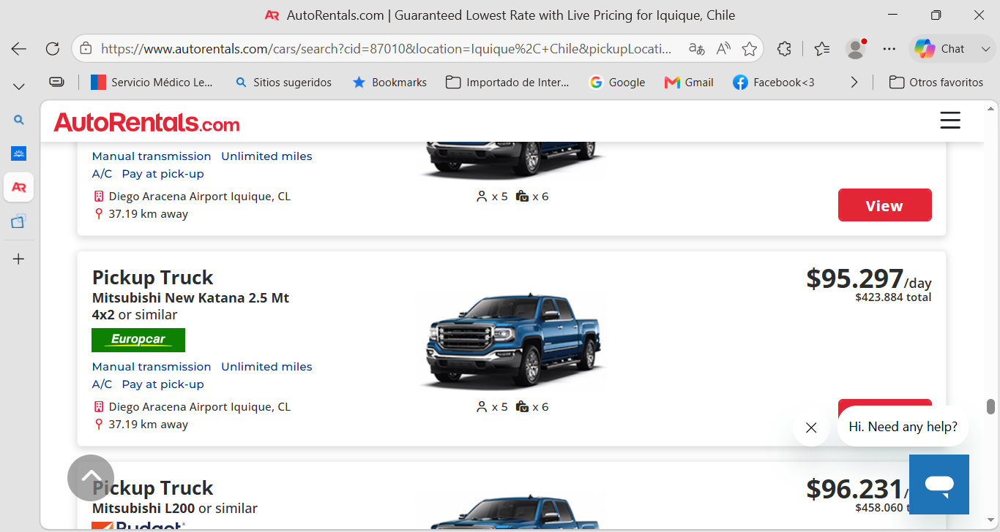 AutoRentals.com | Guaranteed Lowest Rate with Live Pricing for Iquique, Chile
https://www.autorentals.com/cars/search?cid=87010&location=Iquique%2C+Chile&pickupLocati...
Chat
Servicio Médico Le...
Sitios sugeridos
Bookmarks
Importado de Inter...
Google
Gmail
Facebook<3
Otros favoritos
AutoRentals.com
Manual transmission Unlimited miles
A/C Pay at pick-up
Diego Aracena Airport Iquique, CL
37.19 km away
x 5 x 6
View
Pickup Truck
Mitsubishi New Katana 2.5 Mt
4x2 or similar
Europcar
Manual transmission Unlimited miles
A/C Pay at pick-up
Diego Aracena Airport Iquique, CL
37.19 km away
x 5 x 6
$95.297/day
$423.884 total
Hi. Need any help?
Pickup Truck
Mitsubishi L200 or similar
Budget
$96.231/
$458.060 t